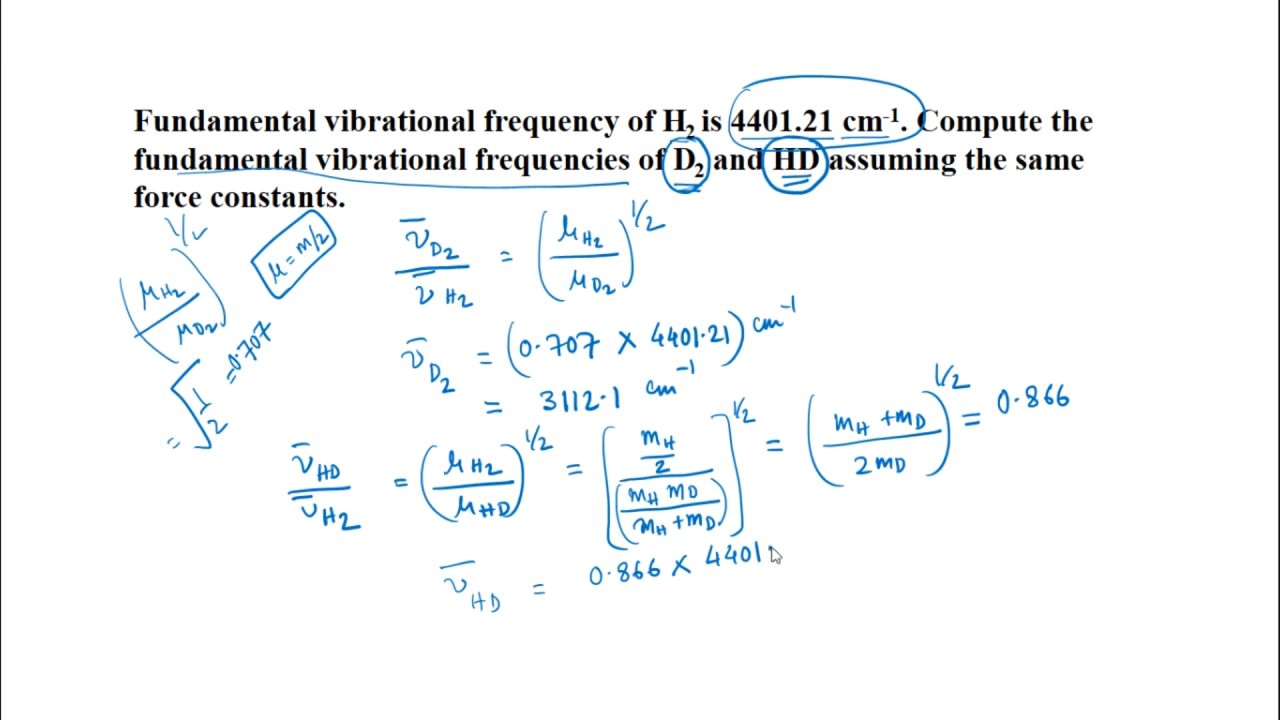 Fundamental vibrational frequency of H₂ is 4401.21 cm⁻¹. Compute the
fundamental vibrational frequencies of D₂ and HD assuming the same
force constants.
(μH₂ / μD₂)^1/2
= √(1/2) = 0.707
μ = m/2
ν̄D₂ / ν̄H₂ = (μH₂ / μD₂)^1/2
ν̄D₂ = (0.707 × 4401.21) cm⁻¹
= 3112.1 cm⁻¹
ν̄HD / ν̄H₂ = (μH₂ / μHD)^1/2 = [(mH / 2) / (mH mD / (mH + mD))]^1/2 = ((mH + mD) / 2mD)^1/2 = 0.866
ν̄HD = 0.866 × 4401